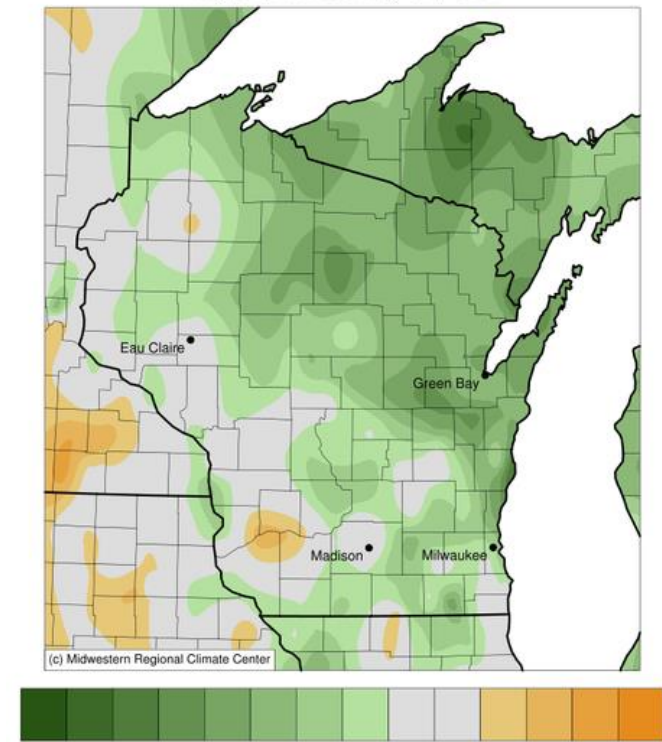 Eau Claire
Green Bay
Madison
Milwaukee
(c) Midwestern Regional Climate Center